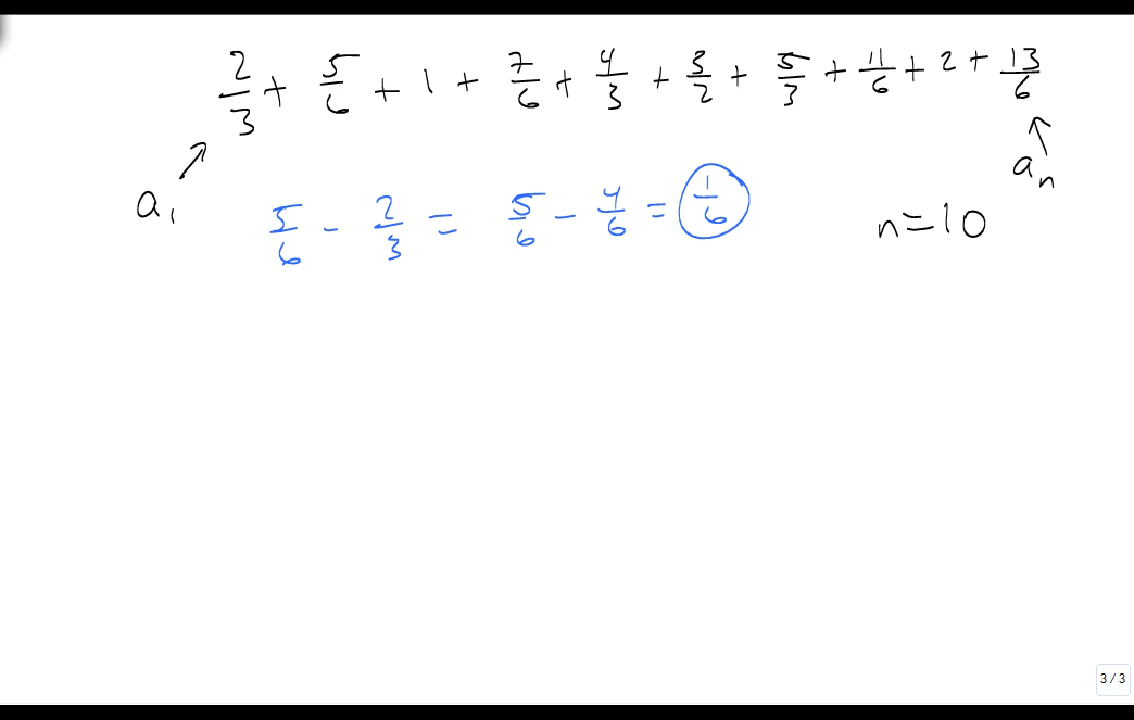 2/3 + 5/6 + 1 + 7/6 + 4/3 + 3/2 + 5/3 + 11/6 + 2 + 13/6
a₁
aₙ
5/6 - 2/3 = 5/6 - 4/6 = 1/6
n=10
3/3